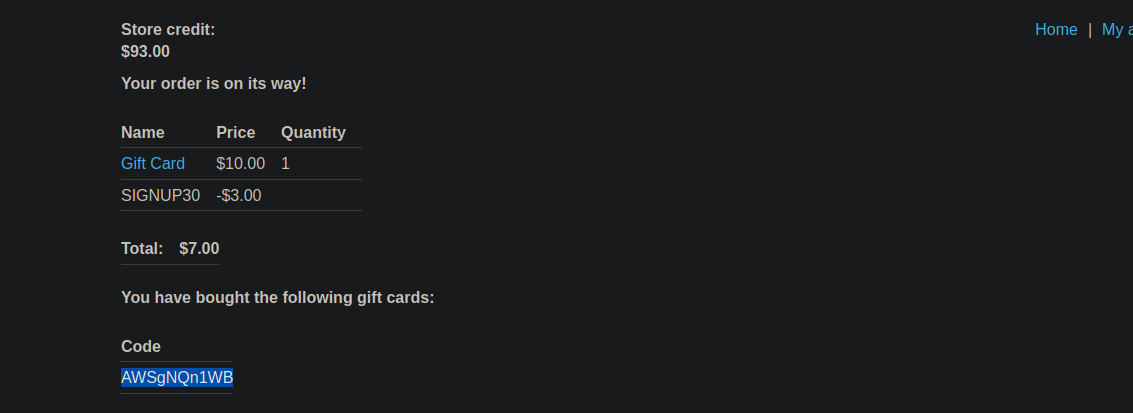 Store credit:
$93.00
Home | My a
Your order is on its way!
Name Price Quantity
Gift Card $10.00 1
SIGNUP30 -$3.00
Total: $7.00
You have bought the following gift cards:
Code
AWSgNQn1WB